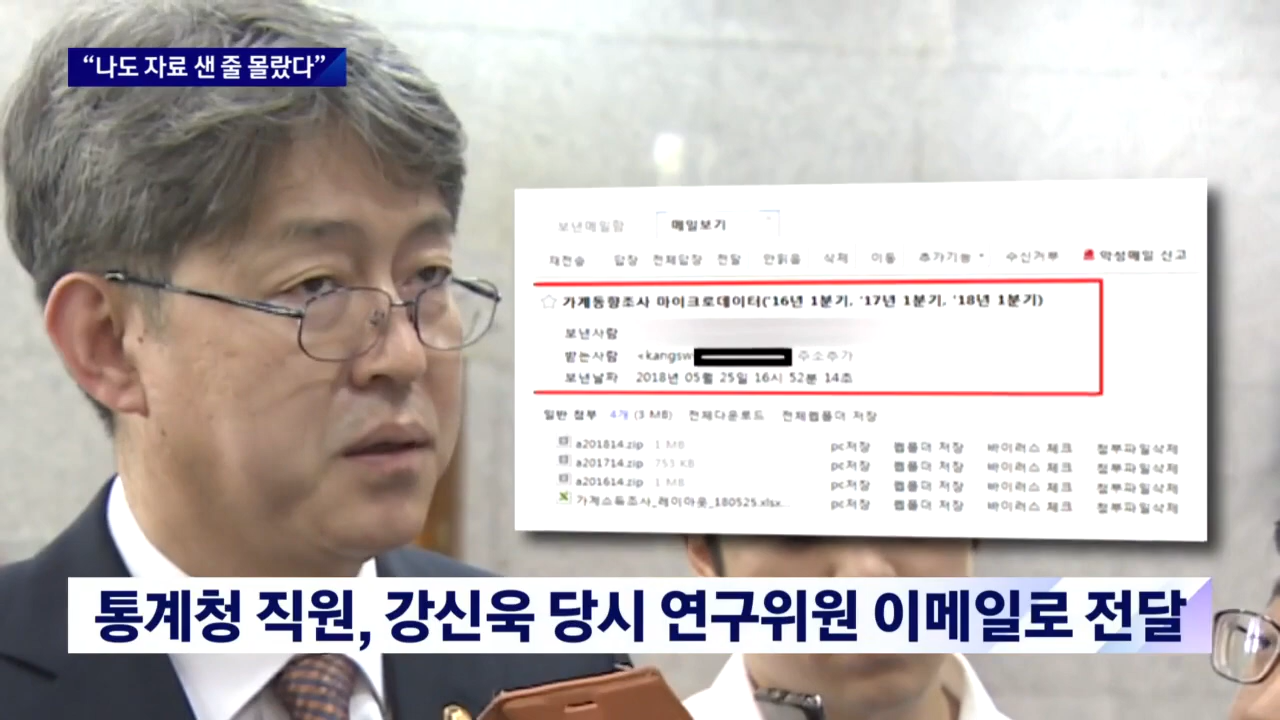 “나도 자료 샌 줄 몰랐다”
보낸메일함 메일보기
재전송 답장 전체답장 전달 안읽음 삭제 이동 추가기능 수신거부 악성메일 신고
가계동향조사 마이크로데이터('16년 1분기, '17년 1분기, '18년 1분기)
보낸사람
받는사람 <kangsw 주소추가
보낸날짜 2018년 05월 25일 16시 52분 14초
일반 첨부 4개 (3 MB) 전체다운로드 전체웹폴더 저장
a201814.zip 1 MB pc저장 웹폴더 저장 바이러스 체크 첨부파일삭제
a201714.zip 753 KB pc저장 웹폴더 저장 바이러스 체크 첨부파일삭제
a201614.zip 1 MB pc저장 웹폴더 저장 바이러스 체크 첨부파일삭제
가계소득조사_레이아웃_180525.xlsx... pc저장 웹폴더 저장 바이러스 체크 첨부파일삭제
통계청 직원, 강신욱 당시 연구위원 이메일로 전달